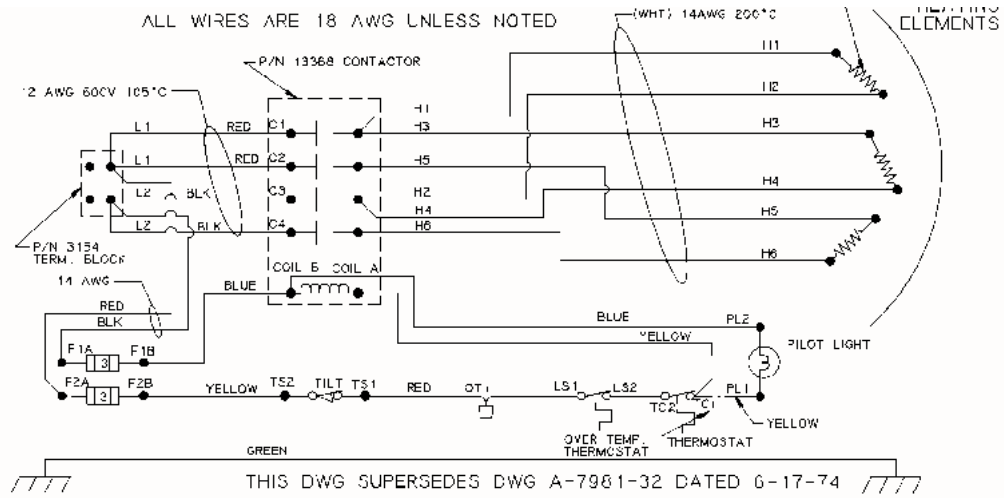 ALL WIRES ARE 18 AWG UNLESS NOTED
(WHT) 14AWG 200°C
ELEMENTS
P/N 13368 CONTACTOR
12 AWG 600V 105°C
H1
H2
H3
H4
H5
H6
H1
H3
H5
H2
H4
H6
L1
RED
C1
L1
RED
C2
L2
BLK
C3
L2
BLK
C4
P/N 3154
TERM. BLOCK
14 AWG
COIL B
COIL A
BLUE
RED
BLK
BLUE
PL2
YELLOW
PILOT LIGHT
F1A
F1B
3
F2A
F2B
3
YELLOW
TS2
TILT
TS1
RED
LS1
LS2
TC2
PL1
YELLOW
OVER TEMP.
THERMOSTAT
THERMOSTAT
GREEN
THIS DWG SUPERSEDES DWG A-7981-32 DATED 6-17-74